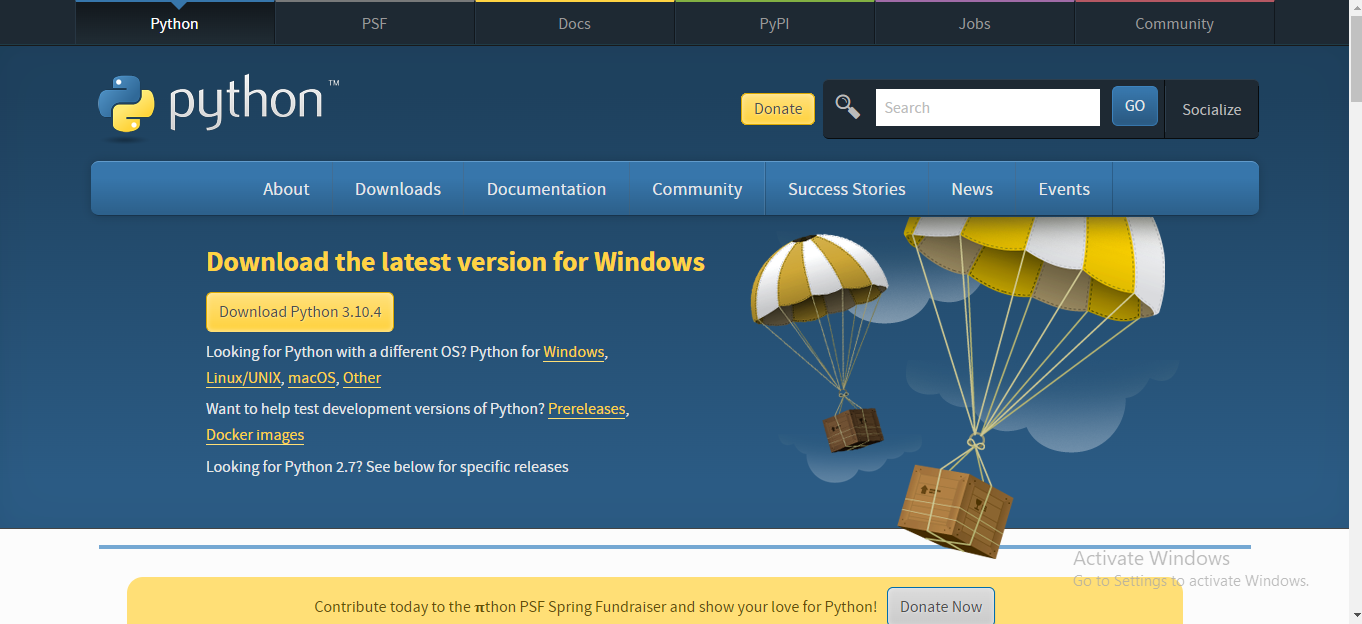 Python PSF Docs PyPI Jobs Community
python™
Donate Search GO Socialize
About Downloads Documentation Community Success Stories News Events
Download the latest version for Windows
Download Python 3.10.4
Looking for Python with a different OS? Python for Windows,
Linux/UNIX, macOS, Other
Want to help test development versions of Python? Prereleases,
Docker images
Looking for Python 2.7? See below for specific releases
Activate Windows
Go to Settings to activate Windows.
Contribute today to the πthon PSF Spring Fundraiser and show your love for Python! Donate Now